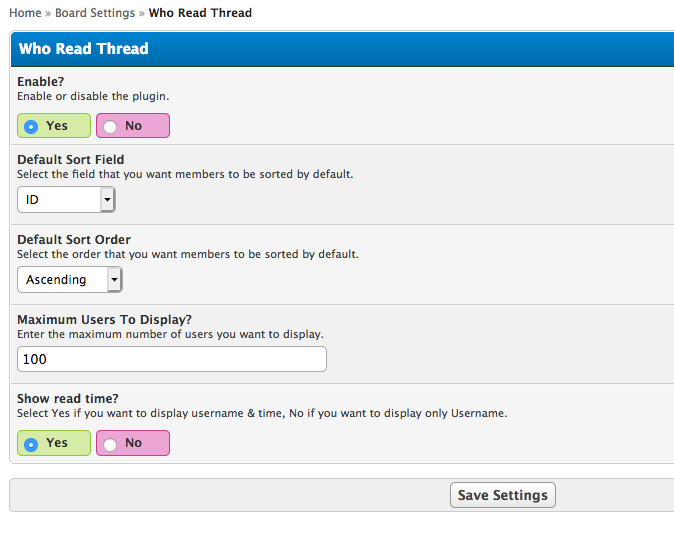 Home » Board Settings » Who Read Thread
Who Read Thread
Enable?
Enable or disable the plugin.
Yes No
Default Sort Field
Select the field that you want members to be sorted by default.
ID
Default Sort Order
Select the order that you want members to be sorted by default.
Ascending
Maximum Users To Display?
Enter the maximum number of users you want to display.
100
Show read time?
Select Yes if you want to display username & time, No if you want to display only Username.
Yes No
Save Settings